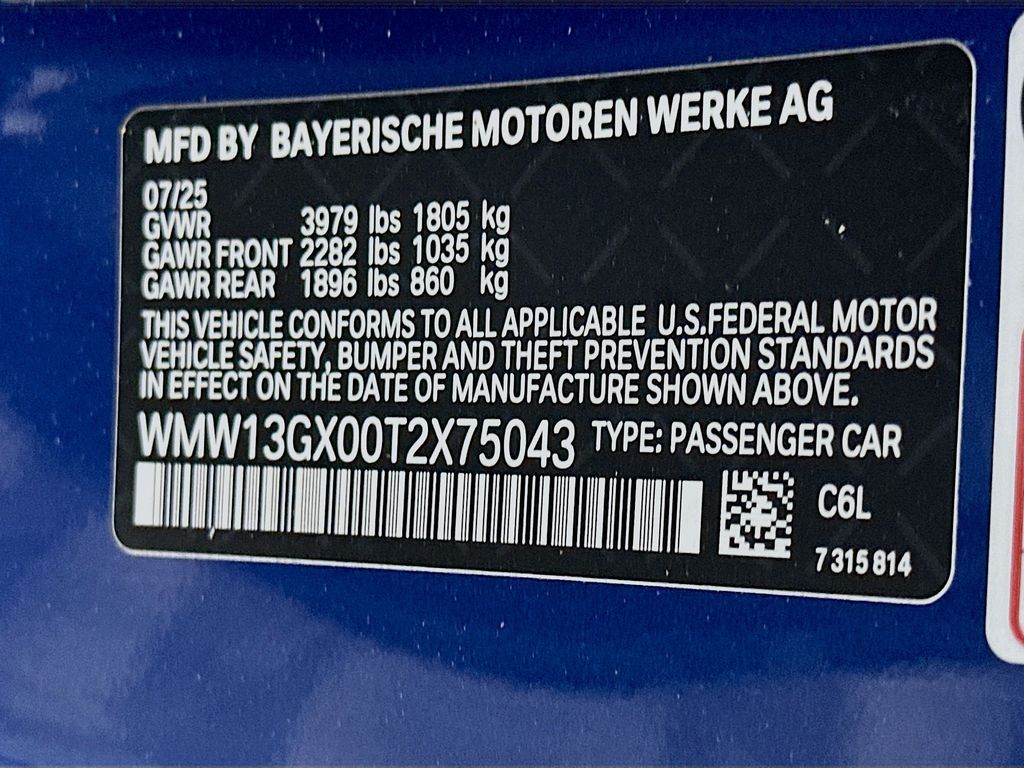 MFD BY BAYERISCHE MOTOREN WERKE AG
07/25
GVWR 3979 lbs 1805 kg
GAWR FRONT 2282 lbs 1035 kg
GAWR REAR 1896 lbs 860 kg
THIS VEHICLE CONFORMS TO ALL APPLICABLE U.S.FEDERAL MOTOR
VEHICLE SAFETY, BUMPER AND THEFT PREVENTION STANDARDS
IN EFFECT ON THE DATE OF MANUFACTURE SHOWN ABOVE.
WMW13GX00T2X75043 TYPE: PASSENGER CAR
C6L
7 315 814